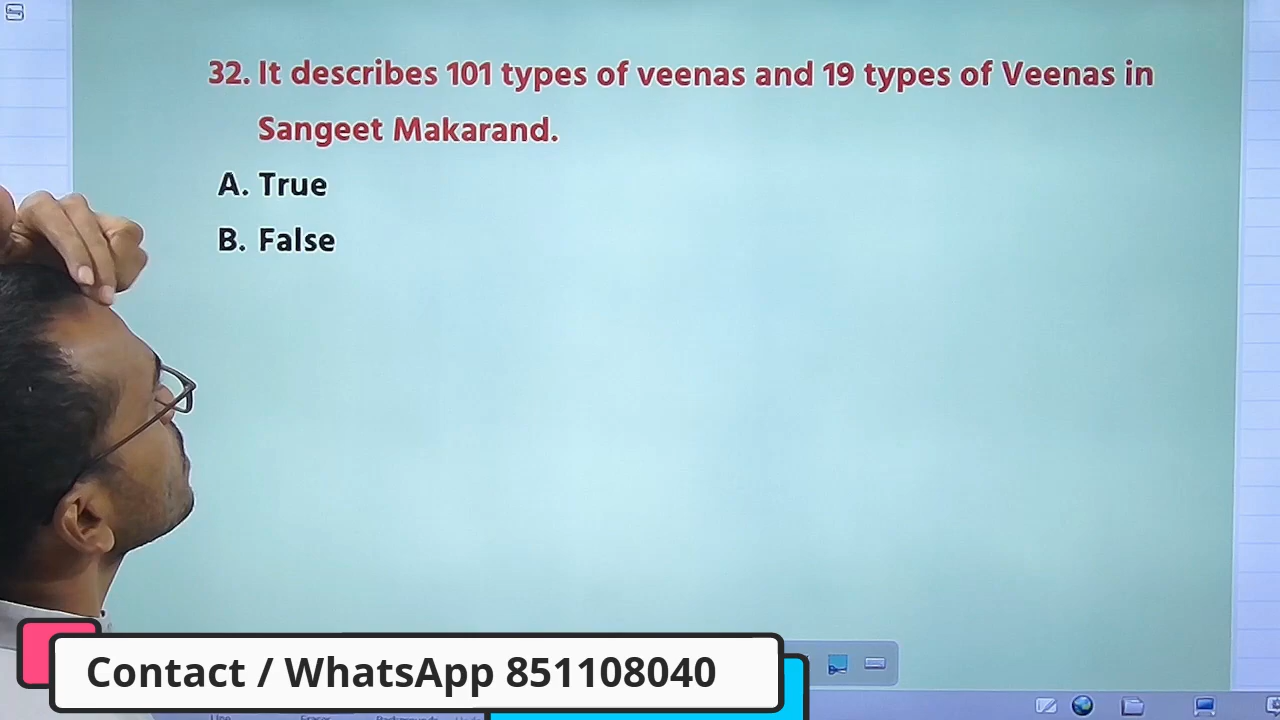 32. It describes 101 types of veenas and 19 types of Veenas in
Sangeet Makarand.
A. True
B. False
Contact / WhatsApp 851108040